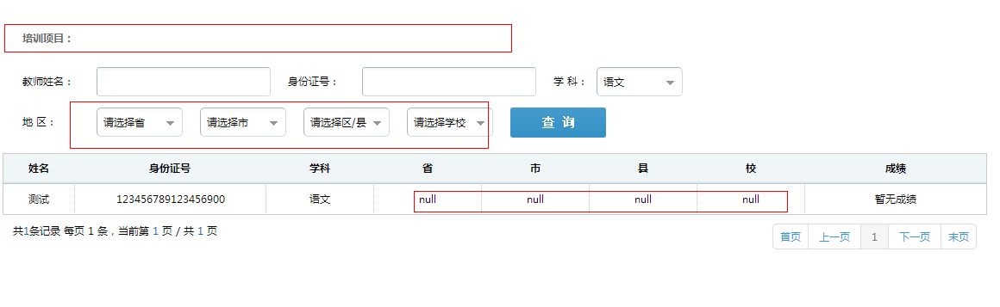 培训项目：
教师姓名： 身份证号： 学 科： 语文
地 区： 请选择省 请选择市 请选择区/县 请选择学校 查 询
姓名 身份证号 学科 省 市 县 校 成绩
测试 123456789123456900 语文 null null null null 暂无成绩
共1条记录 每页 1 条，当前第 1 页 / 共 1 页 首页 上一页 1 下一页 末页